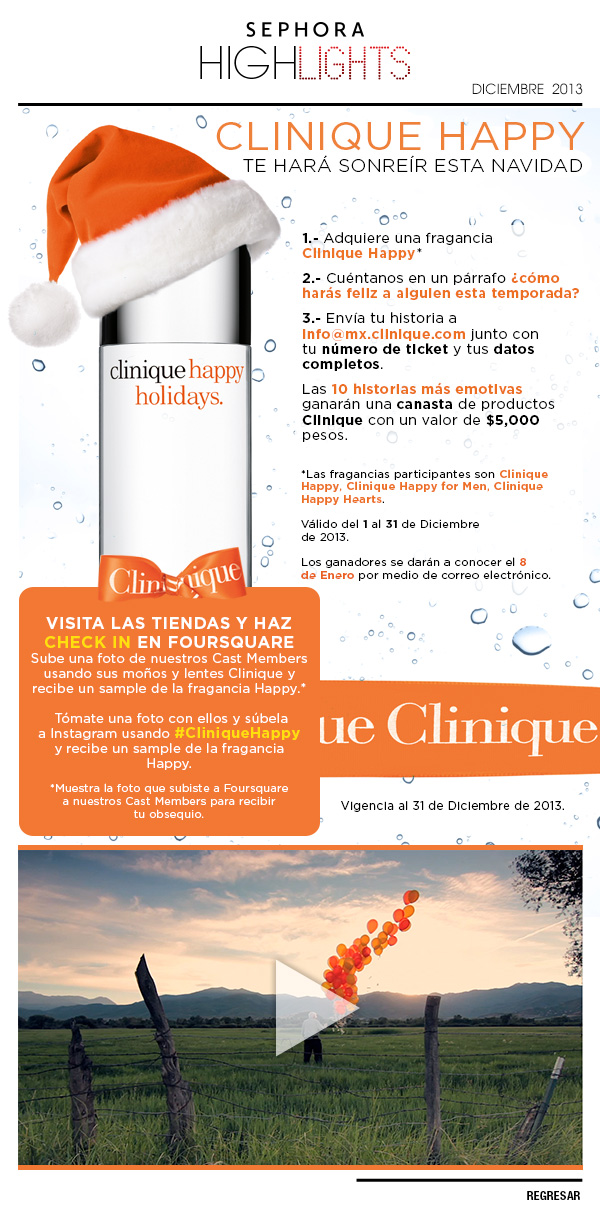 SEPHORA
HIGHLIGHTS
DICIEMBRE 2013
CLINIQUE HAPPY
TE HARÁ SONREÍR ESTA NAVIDAD
1.- Adquiere una fragancia
Clinique Happy*
2.- Cuéntanos en un párrafo ¿cómo
harás feliz a alguien esta temporada?
3.- Envía tu historia a
info@mx.clinique.com junto con
tu número de ticket y tus datos
completos.
Las 10 historias más emotivas
ganarán una canasta de productos
Clinique con un valor de $5,000
pesos.
*Las fragancias participantes son Clinique
Happy, Clinique Happy for Men, Clinique
Happy Hearts.
Válido del 1 al 31 de Diciembre
de 2013.
Los ganadores se darán a conocer el 8
de Enero por medio de correo electrónico.
clinique happy
holidays.
Clini nique
VISITA LAS TIENDAS Y HAZ
CHECK IN EN FOURSQUARE
Sube una foto de nuestros Cast Members
usando sus moños y lentes Clinique y
recibe un sample de la fragancia Happy.*
Tómate una foto con ellos y súbela
a Instagram usando #CliniqueHappy
y recibe un sample de la fragancia
Happy.
*Muestra la foto que subiste a Foursquare
a nuestros Cast Members para recibir
tu obsequio.
ue Clinique
Vigencia al 31 de Diciembre de 2013.
REGRESAR